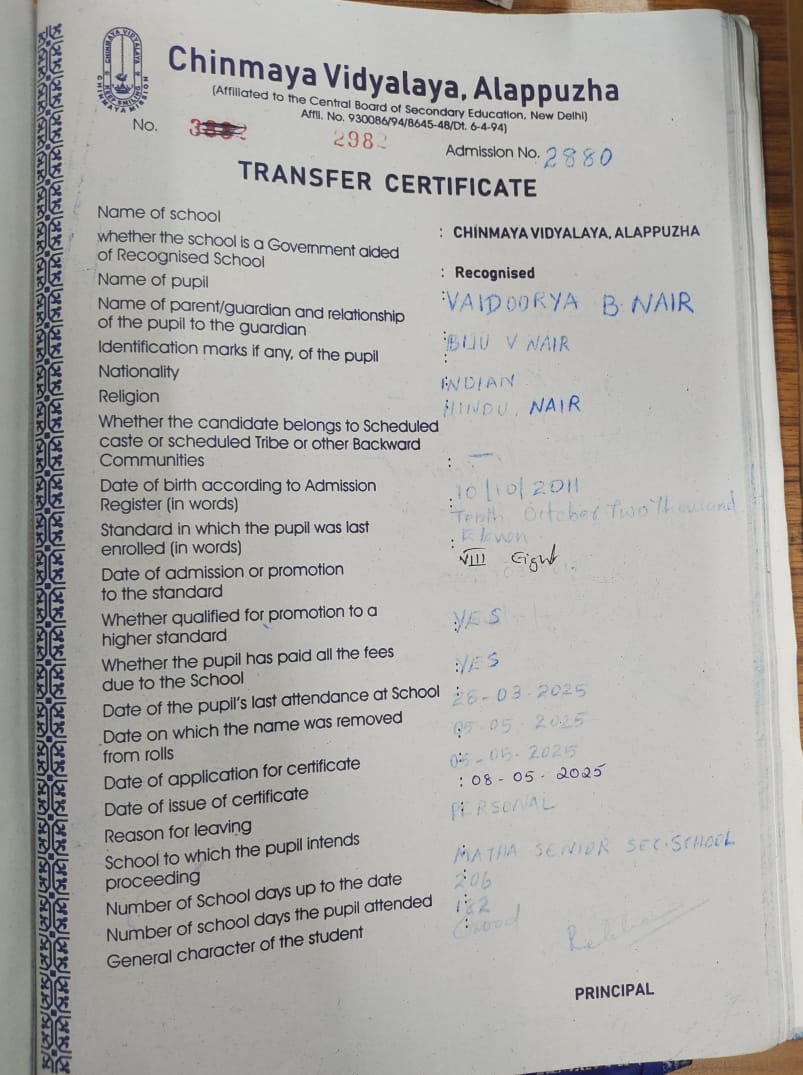 CHINMAYA VIDYALAYA
KEEP SMILING
CHINMAYA MISSION
Chinmaya Vidyalaya, Alappuzha
(Affiliated to the Central Board of Secondary Education, New Delhi)
Affli. No. 930086/94/8645-48/Dt. 6-4-94)
No. 2982
Admission No. 2880
TRANSFER CERTIFICATE
Name of school : CHINMAYA VIDYALAYA, ALAPPUZHA
whether the school is a Government aided
of Recognised School : Recognised
Name of pupil : VAIDOORYA B NAIR
Name of parent/guardian and relationship
of the pupil to the guardian : BIJU V NAIR
Identification marks if any, of the pupil :
Nationality : INDIAN
Religion : HINDU, NAIR
Whether the candidate belongs to Scheduled
caste or scheduled Tribe or other Backward
Communities : —
Date of birth according to Admission : 10/10/2011
Register (in words) Tenth October Two Thousand
Eleven
Standard in which the pupil was last
enrolled (in words) : VIII Eight
Date of admission or promotion
to the standard
Whether qualified for promotion to a
higher standard : YES
Whether the pupil has paid all the fees
due to the School : YES
Date of the pupil's last attendance at School : 28-03-2025
Date on which the name was removed
from rolls : 05-05-2025
Date of application for certificate : 05-05-2025
Date of issue of certificate : 08-05-2025
Reason for leaving : PERSONAL
School to which the pupil intends
proceeding : MATHA SENIOR SEC.SCHOOL
Number of School days up to the date : 206
Number of school days the pupil attended : 182
General character of the student : Good
PRINCIPAL